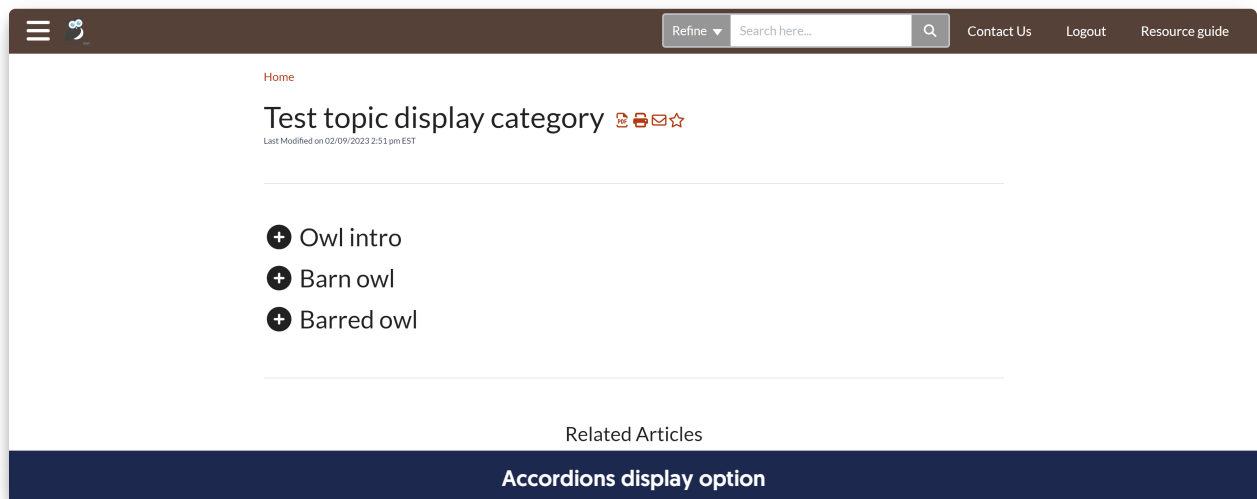 Refine Search here... Contact Us Logout Resource guide
Home
Test topic display category PDF
Last Modified on 02/09/2023 2:51 pm EST
Owl intro
Barn owl
Barred owl
Related Articles
Accordions display option